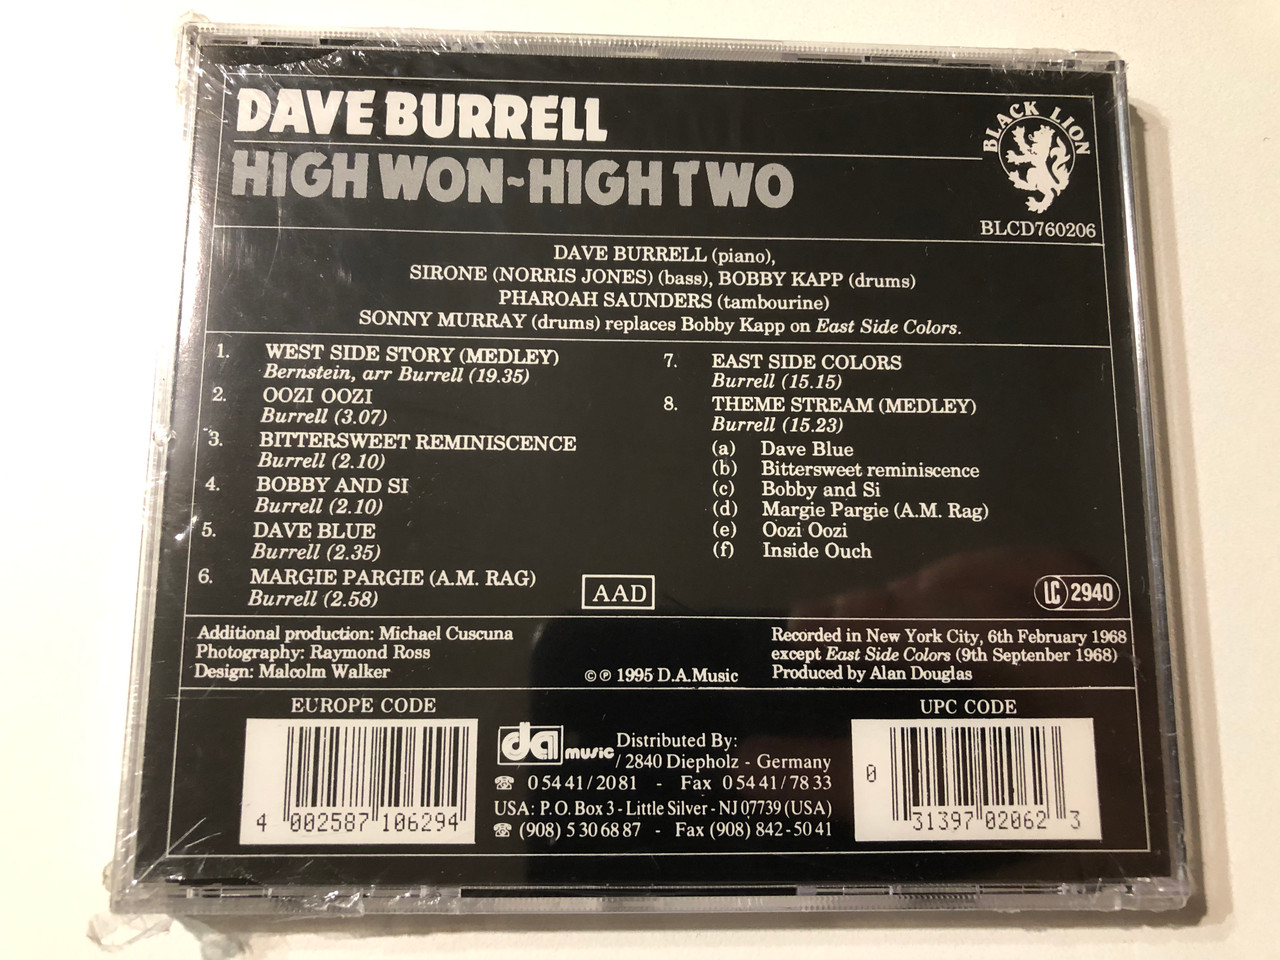 DAVE BURRELL
HIGH WON~HIGH TWO
BLACK LION
BLCD760206
DAVE BURRELL (piano),
SIRONE (NORRIS JONES) (bass), BOBBY KAPP (drums)
PHAROAH SAUNDERS (tambourine)
SONNY MURRAY (drums) replaces Bobby Kapp on East Side Colors.
1. WEST SIDE STORY (MEDLEY)
Bernstein, arr Burrell (19.35)
2. OOZI OOZI
Burrell (3.07)
3. BITTERSWEET REMINISCENCE
Burrell (2.10)
4. BOBBY AND SI
Burrell (2.10)
5. DAVE BLUE
Burrell (2.35)
6. MARGIE PARGIE (A.M. RAG)
Burrell (2.58)
7. EAST SIDE COLORS
Burrell (15.15)
8. THEME STREAM (MEDLEY)
Burrell (15.23)
(a) Dave Blue
(b) Bittersweet reminiscence
(c) Bobby and Si
(d) Margie Pargie (A.M. Rag)
(e) Oozi Oozi
(f) Inside Ouch
AAD
LC 2940
Additional production: Michael Cuscuna
Photography: Raymond Ross
Design: Malcolm Walker
© ℗ 1995 D.A.Music
Recorded in New York City, 6th February 1968
except East Side Colors (9th Septenber 1968)
Produced by Alan Douglas
EUROPE CODE
4 002587 106294
da music
Distributed By:
/ 2840 Diepholz - Germany
☏ 0 54 41 / 20 81 - Fax 0 54 41 / 78 33
USA: P.O. Box 3 - Little Silver - NJ 07739 (USA)
☏ (908) 5 30 68 87 - Fax (908) 842 - 50 41
UPC CODE
0 31397 02062 3